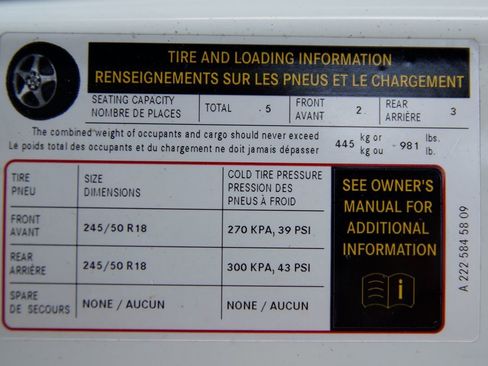 TIRE AND LOADING INFORMATION
RENSEIGNEMENTS SUR LES PNEUS ET LE CHARGEMENT
SEATING CAPACITY
NOMBRE DE PLACES
TOTAL 5
FRONT
AVANT 2
REAR
ARRIÈRE 3
The combined weight of occupants and cargo should never exceed
Le poids total des occupants et du chargement ne doit jamais dépasser
445 kg or
kg ou
- 981 lbs.
lb.
TIRE
PNEU
SIZE
DIMENSIONS
COLD TIRE PRESSURE
PRESSION DES
PNEUS À FROID
FRONT
AVANT
245/50 R18
270 KPA, 39 PSI
REAR
ARRIÈRE
245/50 R18
300 KPA, 43 PSI
SPARE
DE SECOURS
NONE / AUCUN
NONE / AUCUN
SEE OWNER'S
MANUAL FOR
ADDITIONAL
INFORMATION
i
A 222 584 58 09